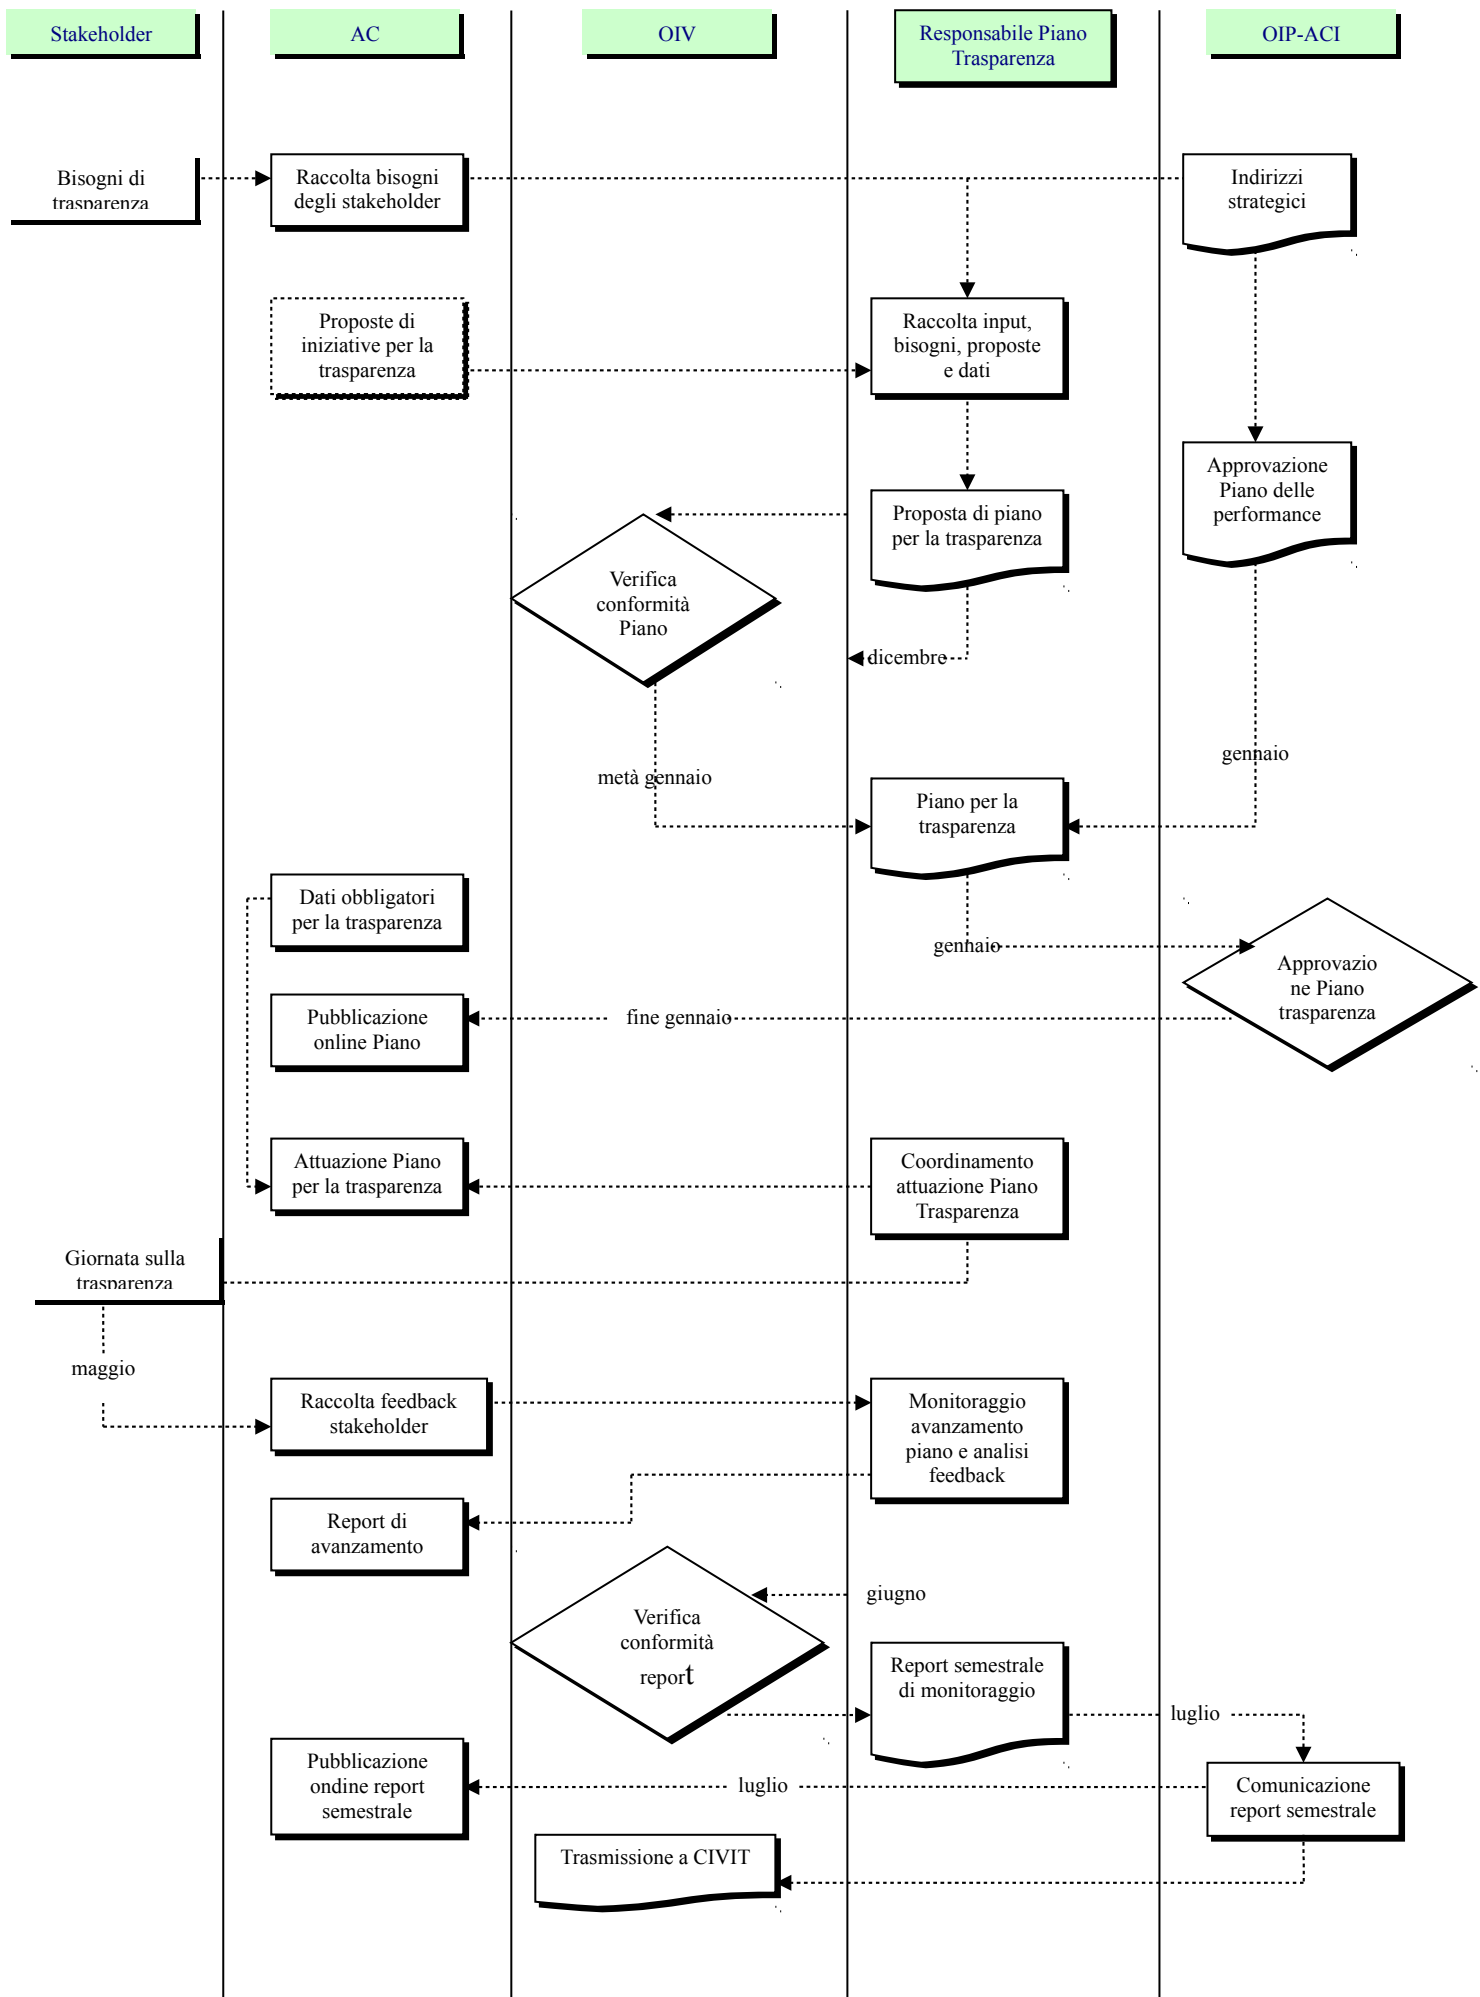 Stakeholder
AC
OIV
Responsabile Piano
Trasparenza
OIP-ACI
Bisogni di
trasparenza
Raccolta bisogni
degli stakeholder
Indirizzi
strategici
Proposte di
iniziative per la
trasparenza
Raccolta input,
bisogni, proposte
e dati
Approvazione
Piano delle
performance
Proposta di piano
per la trasparenza
Verifica
conformità
Piano
dicembre
gennaio
metà gennaio
Piano per la
trasparenza
Dati obbligatori
per la trasparenza
gennaio
Approvazio
ne Piano
trasparenza
Pubblicazione
online Piano
fine gennaio
Attuazione Piano
per la trasparenza
Coordinamento
attuazione Piano
Trasparenza
Giornata sulla
trasparenza
maggio
Raccolta feedback
stakeholder
Monitoraggio
avanzamento
piano e analisi
feedback
Report di
avanzamento
giugno
Verifica
conformità
report
Report semestrale
di monitoraggio
luglio
Pubblicazione
ondine report
semestrale
luglio
Comunicazione
report semestrale
Trasmissione a CIVIT